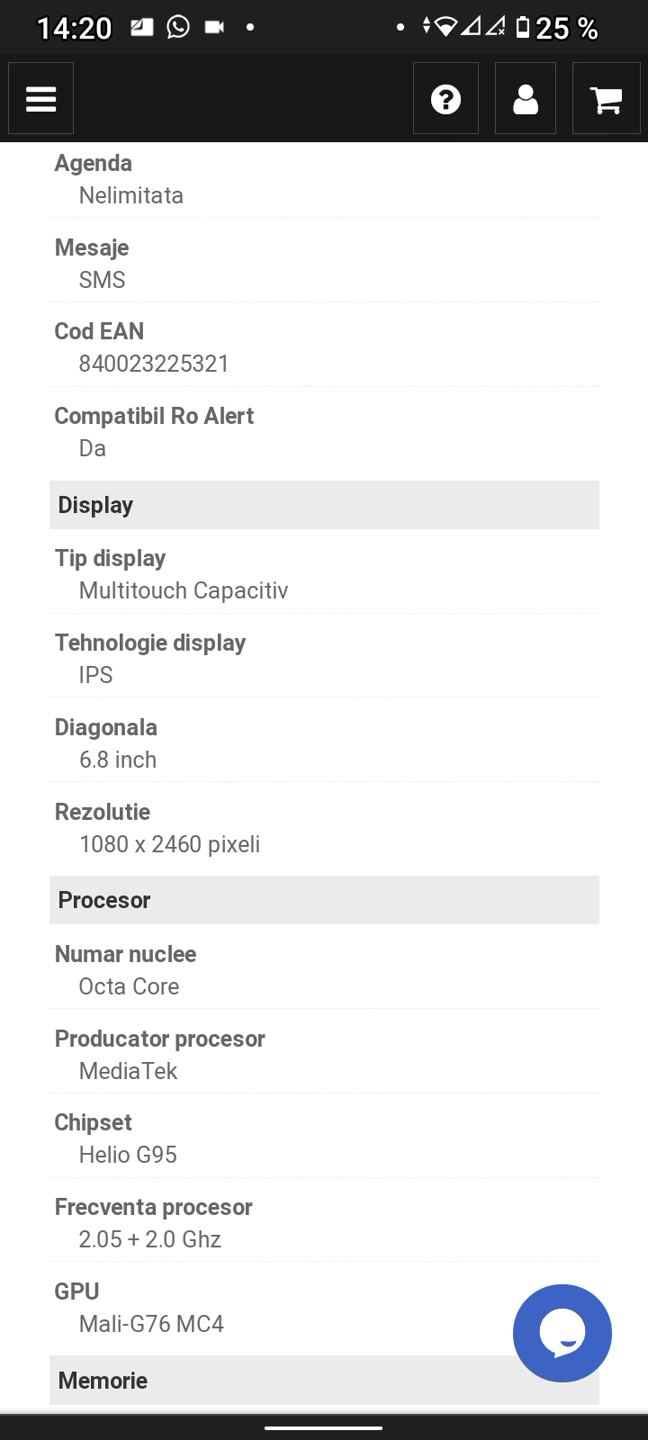 14:20
25 %
Agenda
Nelimitata
Mesaje
SMS
Cod EAN
840023225321
Compatibil Ro Alert
Da
Display
Tip display
Multitouch Capacitiv
Tehnologie display
IPS
Diagonala
6.8 inch
Rezolutie
1080 x 2460 pixeli
Procesor
Numar nuclee
Octa Core
Producator procesor
MediaTek
Chipset
Helio G95
Frecventa procesor
2.05 + 2.0 Ghz
GPU
Mali-G76 MC4
Memorie